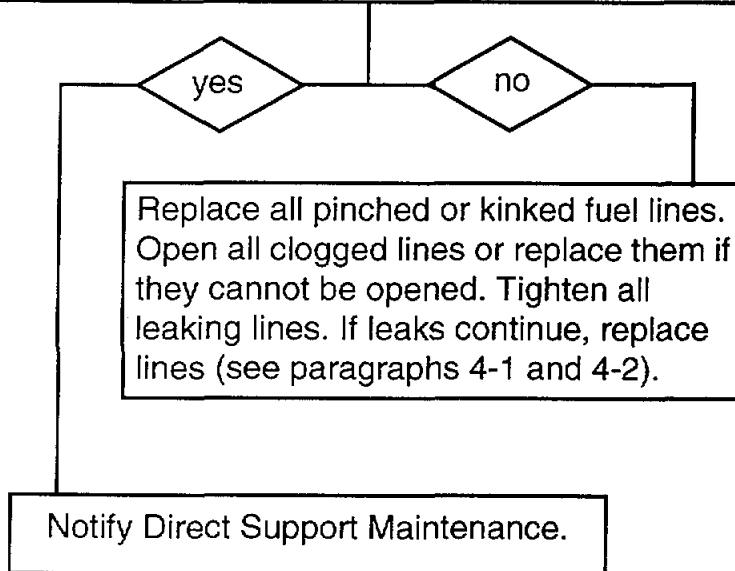 yes
no
Replace all pinched or kinked fuel lines.
Open all clogged lines or replace them if
they cannot be opened. Tighten all
leaking lines. If leaks continue, replace
lines (see paragraphs 4-1 and 4-2).
Notify Direct Support Maintenance.